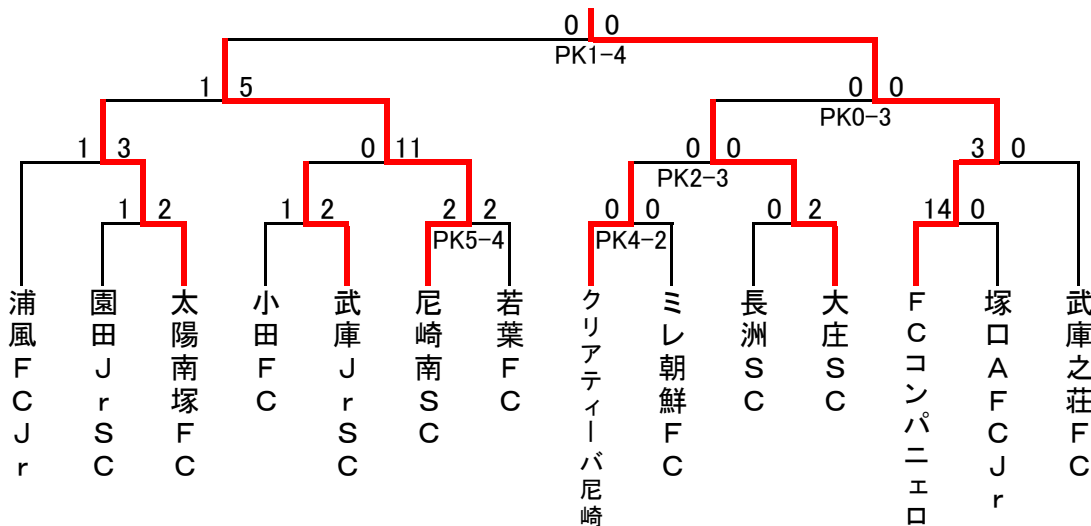 0 0
PK1-4
1 5
0 0
PK0-3
1 3
0 11
0 0
PK2-3
3 0
1 2
1 2
2 2
PK5-4
0 0
PK4-2
0 2
14 0
浦風FCJr
園田JrSC
太陽南塚FC
小田FC
武庫JrSC
尼崎南SC
若葉FC
クリアティーバ尼崎
ミレ朝鮮FC
長洲SC
大庄SC
FCコンパニェロ
塚口AFCJr
武庫之荘FC